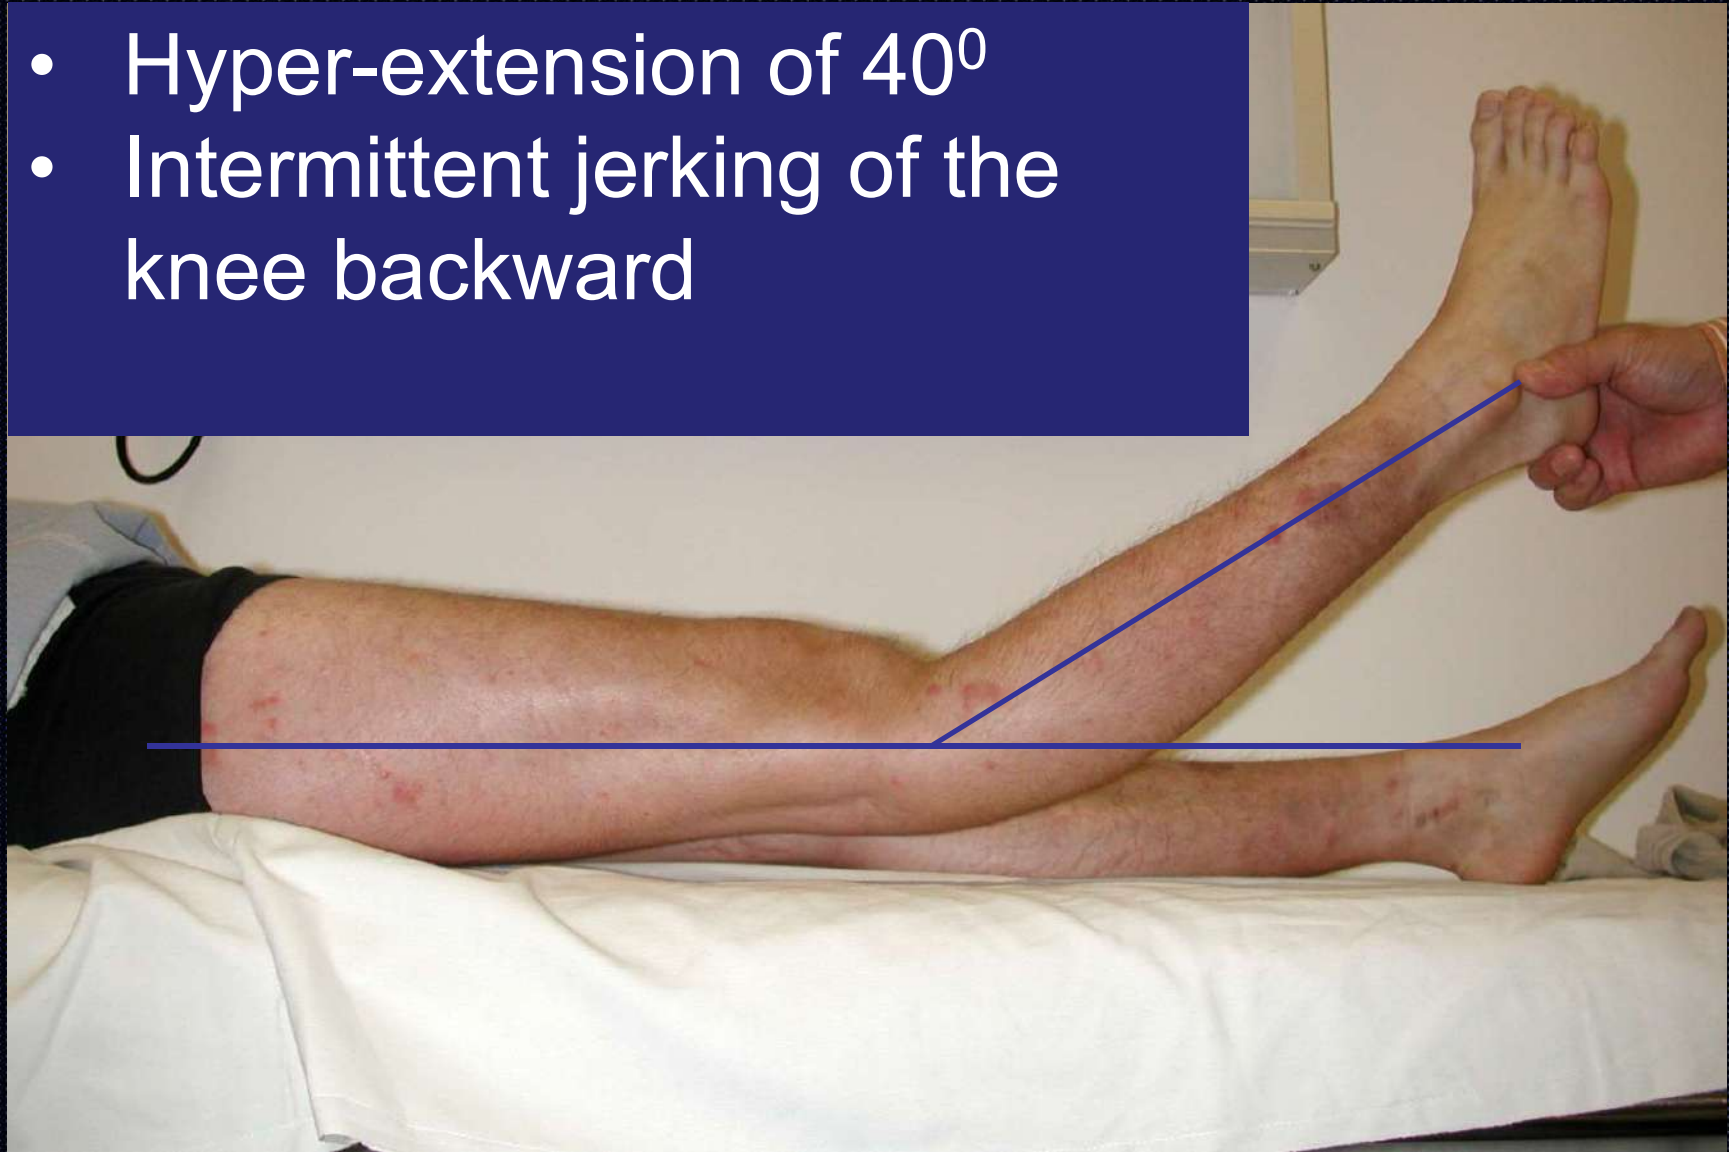 • Hyper-extension of 40⁰
• Intermittent jerking of the
knee backward